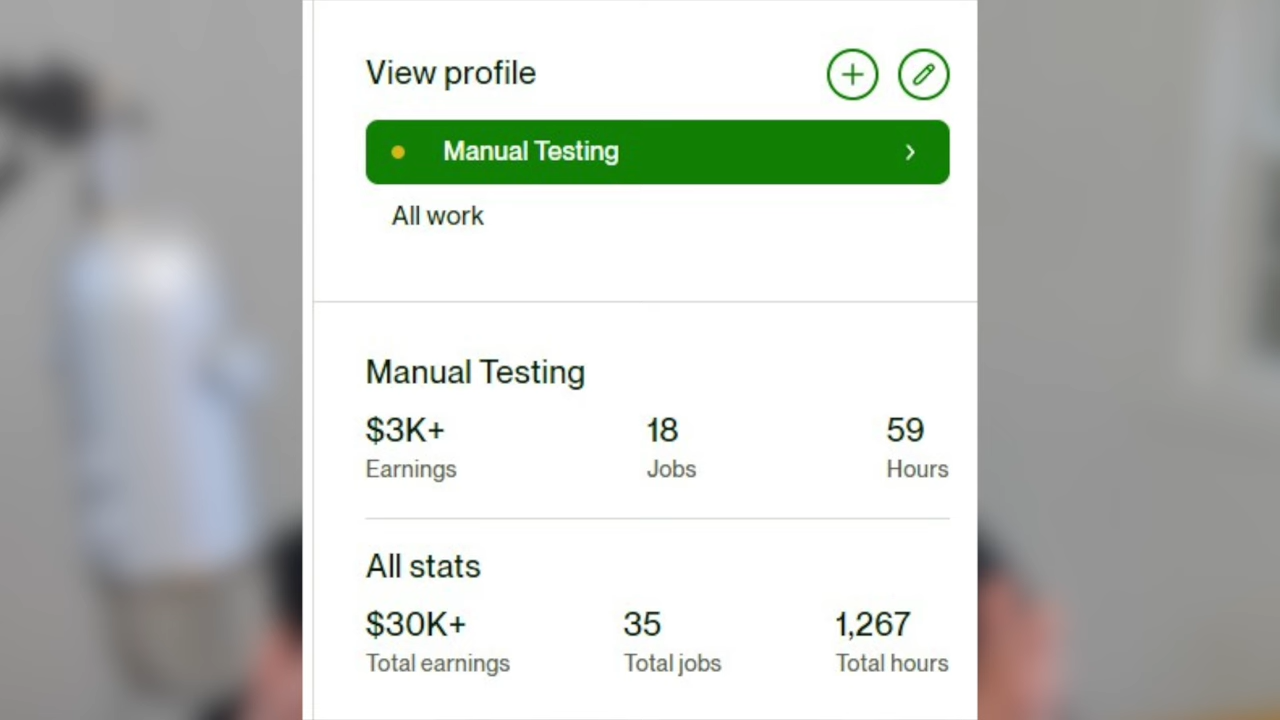 View profile
Manual Testing
All work
Manual Testing
$3K+ 18 59
Earnings Jobs Hours
All stats
$30K+ 35 1,267
Total earnings Total jobs Total hours